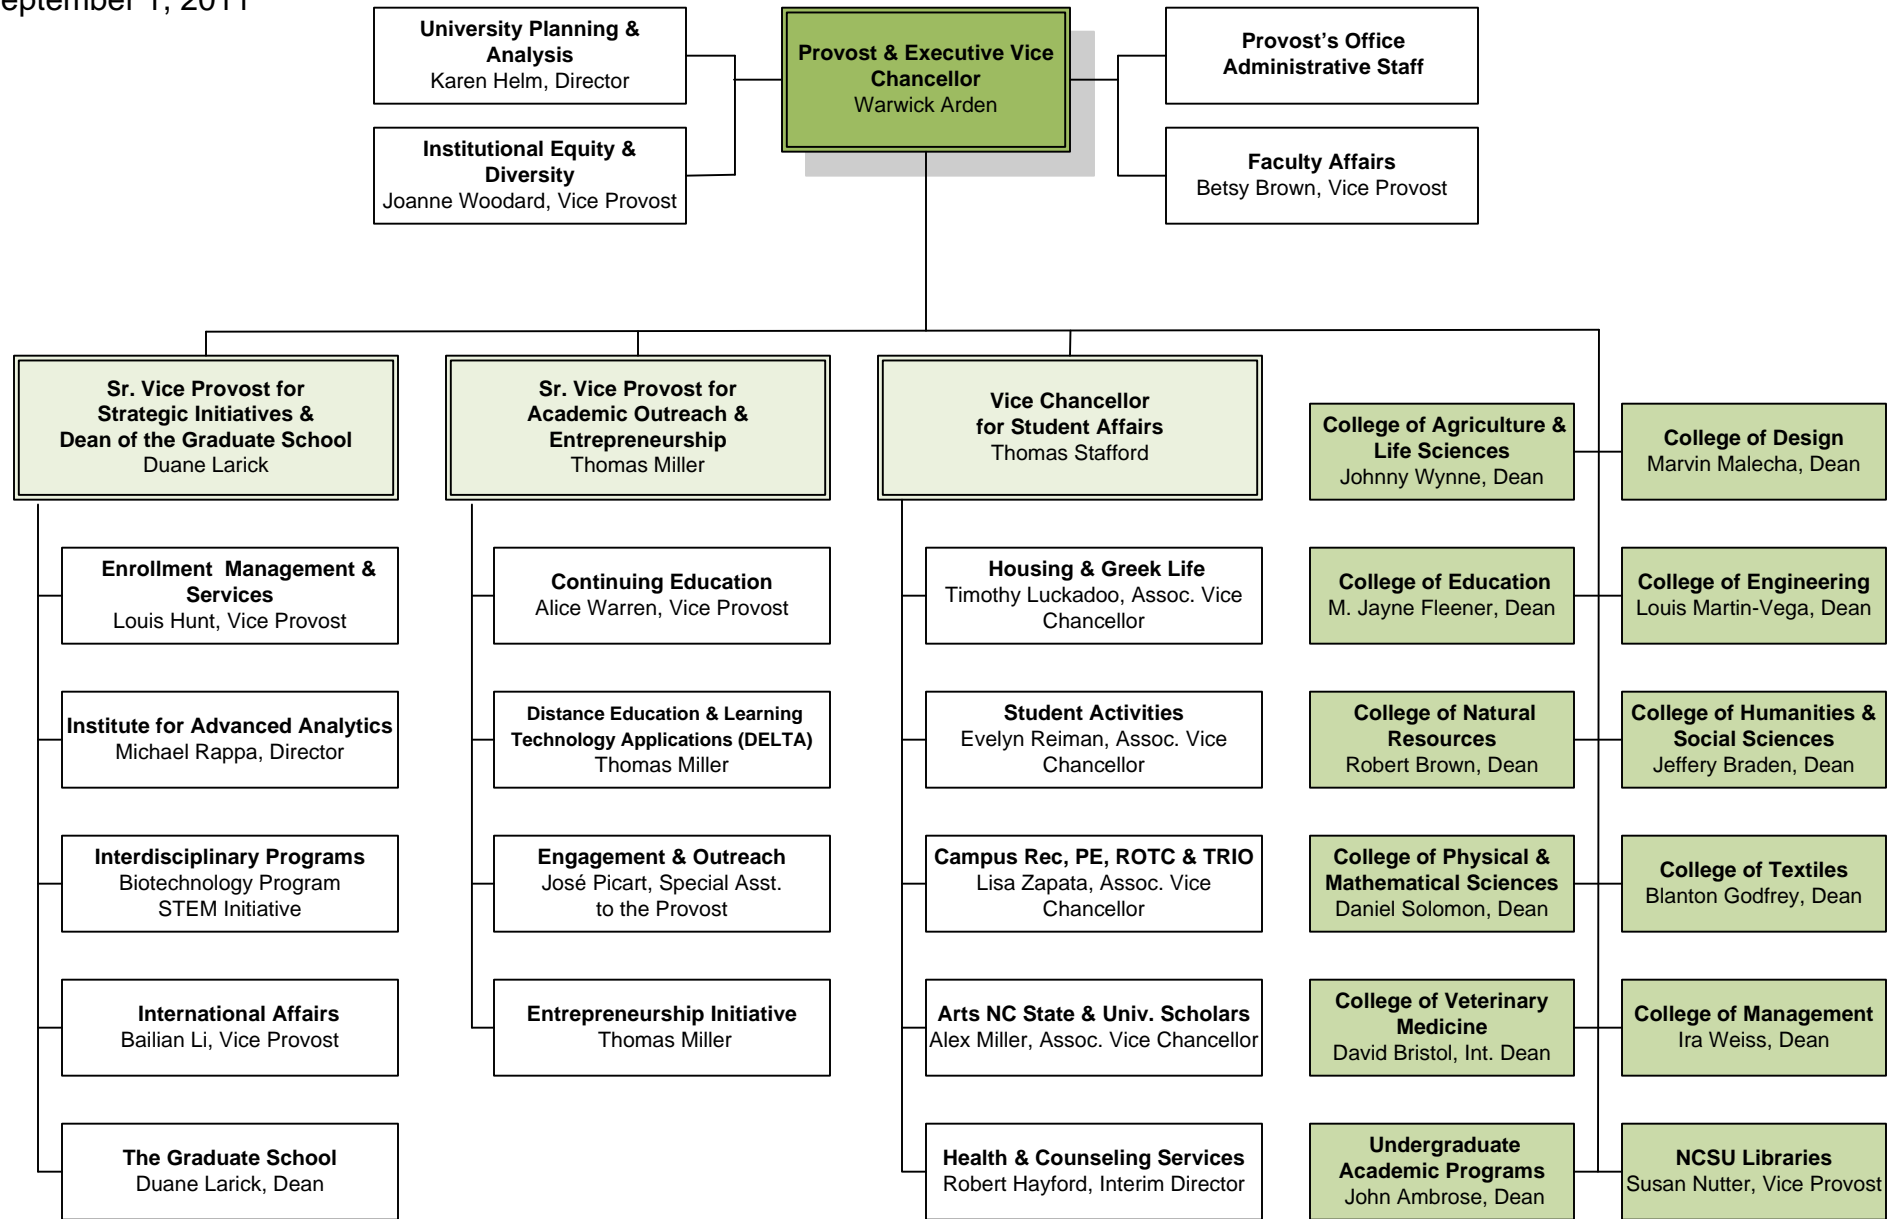 1, 2011
University Planning &
Analysis
Karen Helm, Director
Provost & Executive Vice
Chancellor
Warwick Arden
Provost's Office
Administrative Staff
Institutional Equity &
Diversity
Joanne Woodard, Vice Provost
Faculty Affairs
Betsy Brown, Vice Provost
Sr. Vice Provost for
Strategic Initiatives &
Dean of the Graduate School
Duane Larick
Sr. Vice Provost for
Academic Outreach &
Entrepreneurship
Thomas Miller
Vice Chancellor
for Student Affairs
Thomas Stafford
College of Agriculture &
Life Sciences
Johnny Wynne, Dean
College of Design
Marvin Malecha, Dean
Enrollment  Management &
Services
Louis Hunt, Vice Provost
Continuing Education
Alice Warren, Vice Provost
Housing & Greek Life
Timothy Luckadoo, Assoc. Vice
Chancellor
College of Education
M. Jayne Fleener, Dean
College of Engineering
Louis Martin-Vega, Dean
Institute for Advanced Analytics
Michael Rappa, Director
Distance Education & Learning
Technology Applications (DELTA)
Thomas Miller
Student Activities
Evelyn Reiman, Assoc. Vice
Chancellor
College of Natural
Resources
Robert Brown, Dean
College of Humanities &
Social Sciences
Jeffery Braden, Dean
Interdisciplinary Programs
Biotechnology Program
STEM Initiative
Engagement & Outreach
José Picart, Special Asst.
to the Provost
Campus Rec, PE, ROTC & TRIO
Lisa Zapata, Assoc. Vice
Chancellor
College of Physical &
Mathematical Sciences
Daniel Solomon, Dean
College of Textiles
Blanton Godfrey, Dean
International Affairs
Bailian Li, Vice Provost
Entrepreneurship Initiative
Thomas Miller
Arts NC State & Univ. Scholars
Alex Miller, Assoc. Vice Chancellor
College of Veterinary
Medicine
David Bristol, Int. Dean
College of Management
Ira Weiss, Dean
The Graduate School
Duane Larick, Dean
Health & Counseling Services
Robert Hayford, Interim Director
Undergraduate
Academic Programs
John Ambrose, Dean
NCSU Libraries
Susan Nutter, Vice Provost